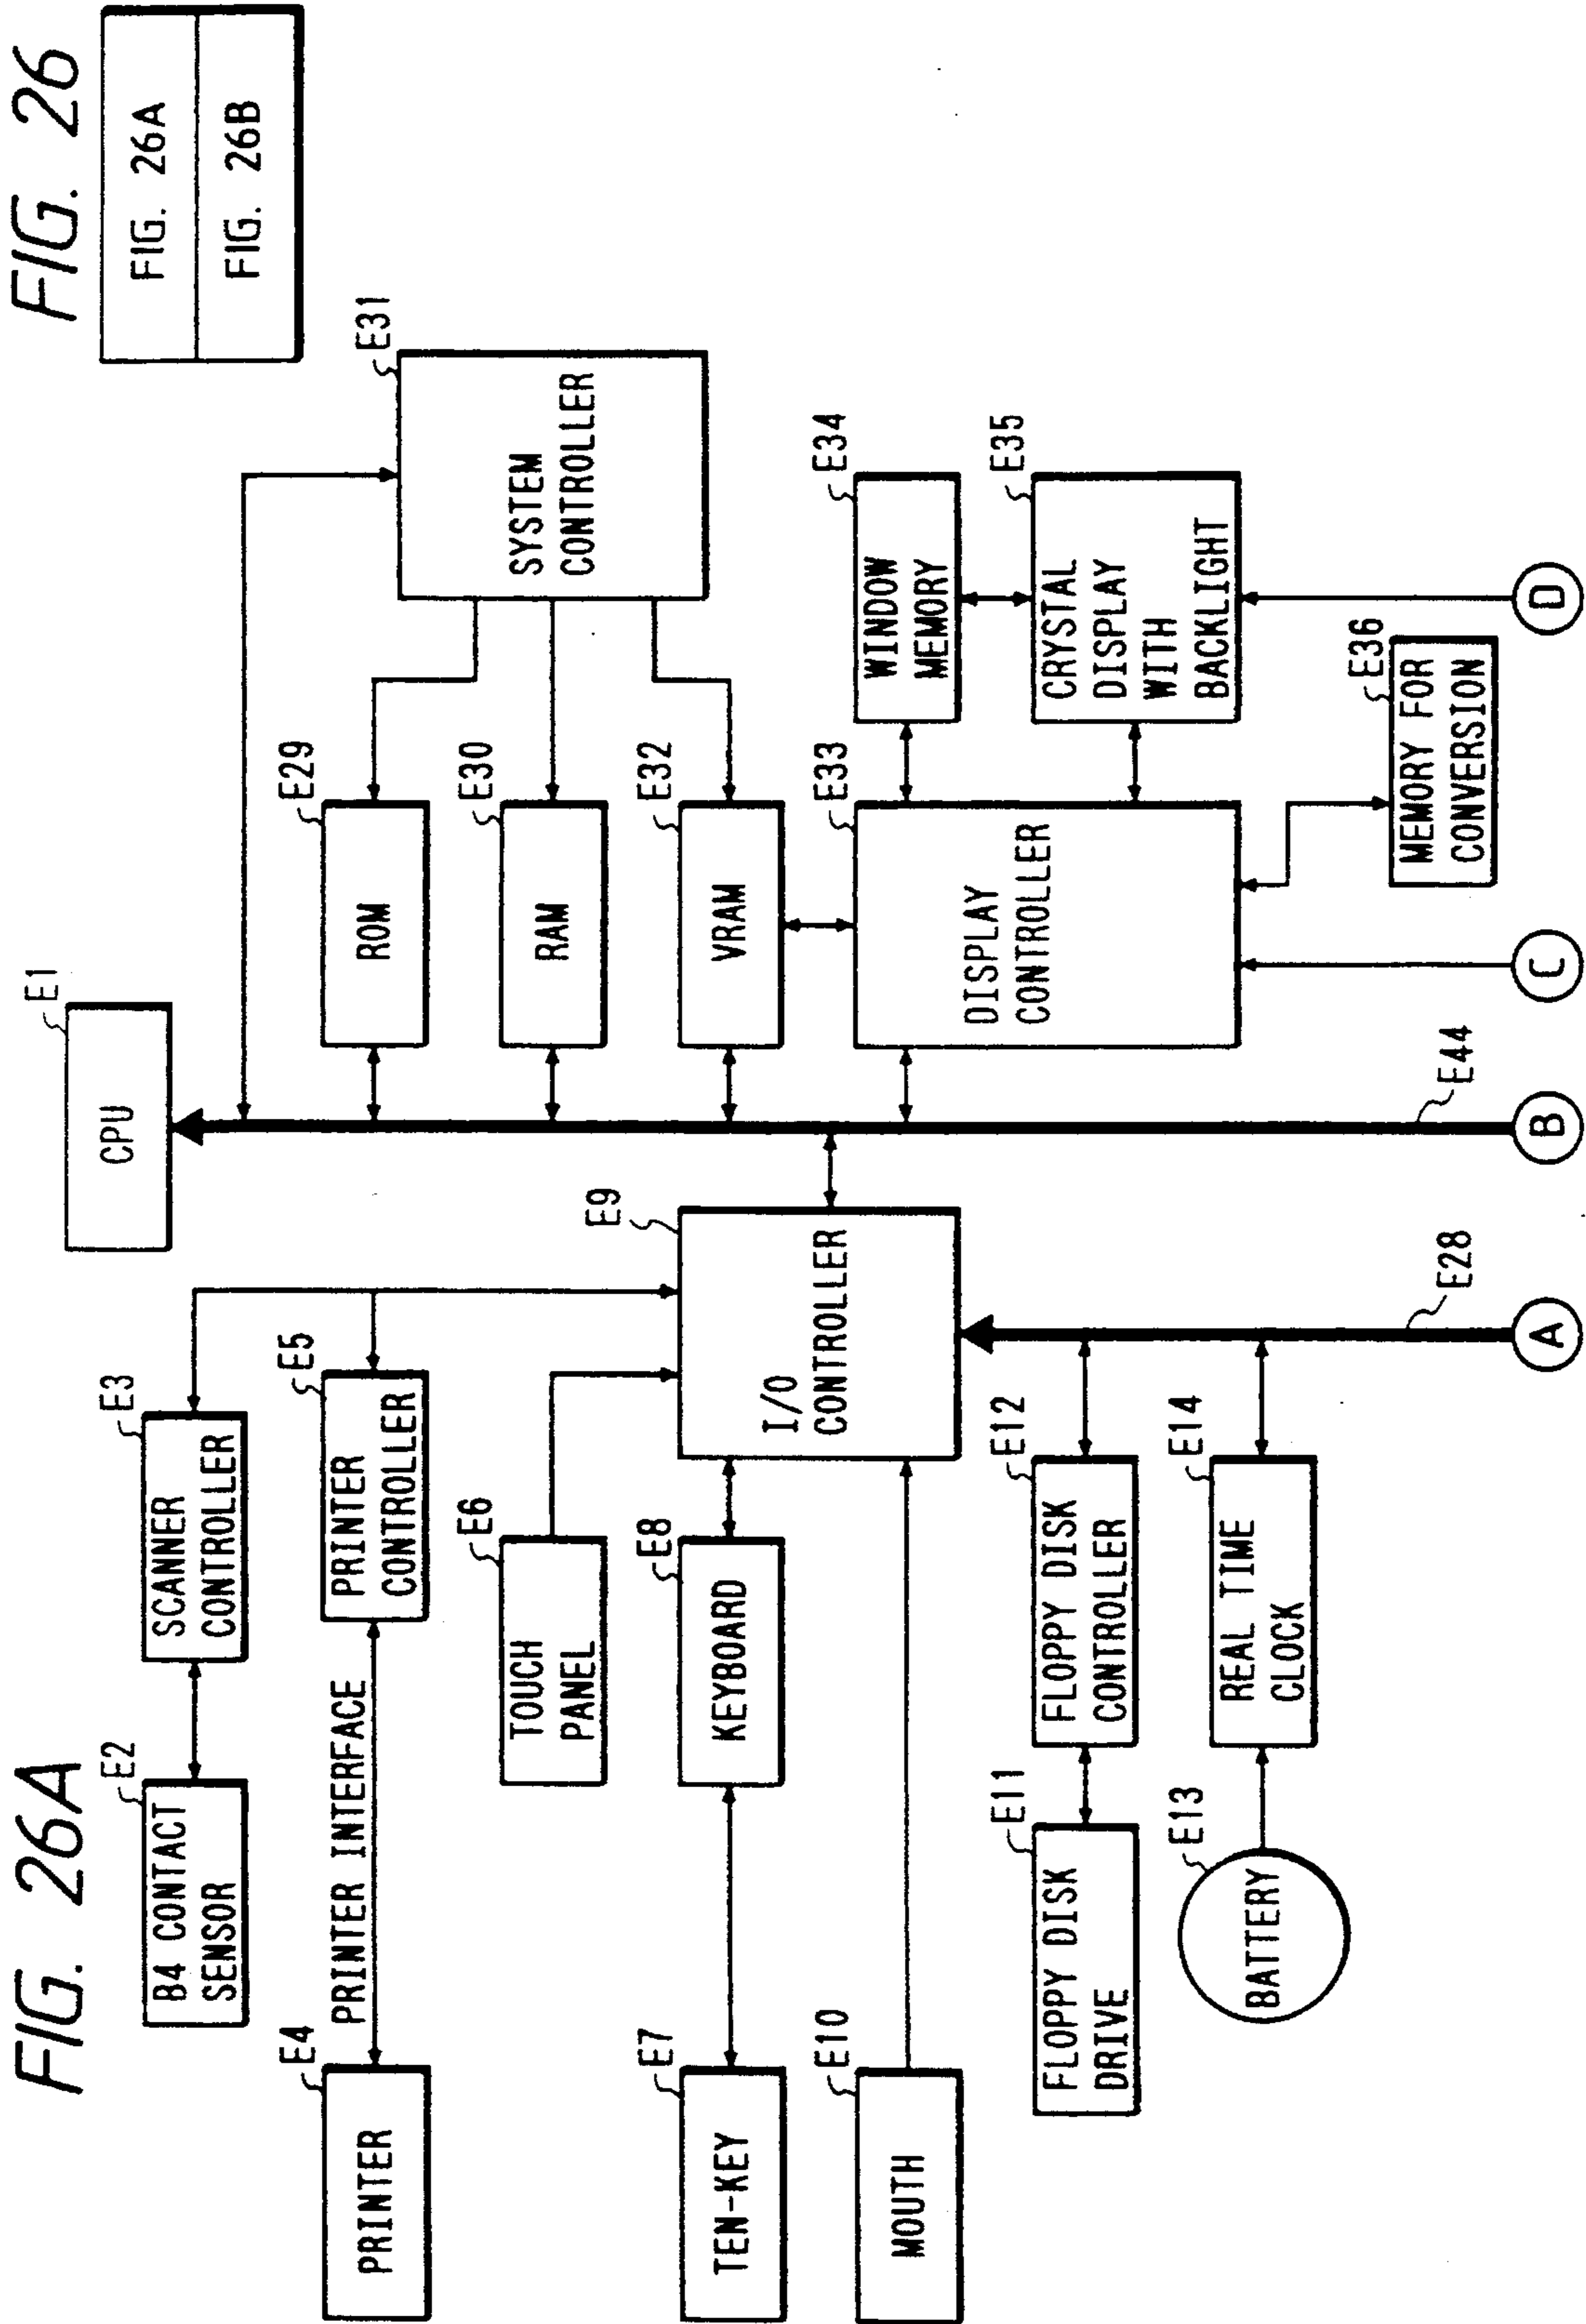 FIG. 26A
FIG. 26
FIG. 26A
FIG. 26B
E1
CPU
E2
B4 CONTACT
SENSOR
E3
SCANNER
CONTROLLER
E31
SYSTEM
CONTROLLER
E4
PRINTER
PRINTER INTERFACE
E5
PRINTER
CONTROLLER
E29
ROM
E6
TOUCH
PANEL
E30
RAM
E7
TEN-KEY
E8
KEYBOARD
E9
I/O
CONTROLLER
E32
VRAM
E10
MOUTH
E33
DISPLAY
CONTROLLER
E34
WINDOW
MEMORY
E11
FLOPPY DISK
DRIVE
E12
FLOPPY DISK
CONTROLLER
E35
CRYSTAL
DISPLAY
WITH
BACKLIGHT
E13
BATTERY
E14
REAL TIME
CLOCK
E36
MEMORY FOR
CONVERSION
E28
E44
A
B
C
D